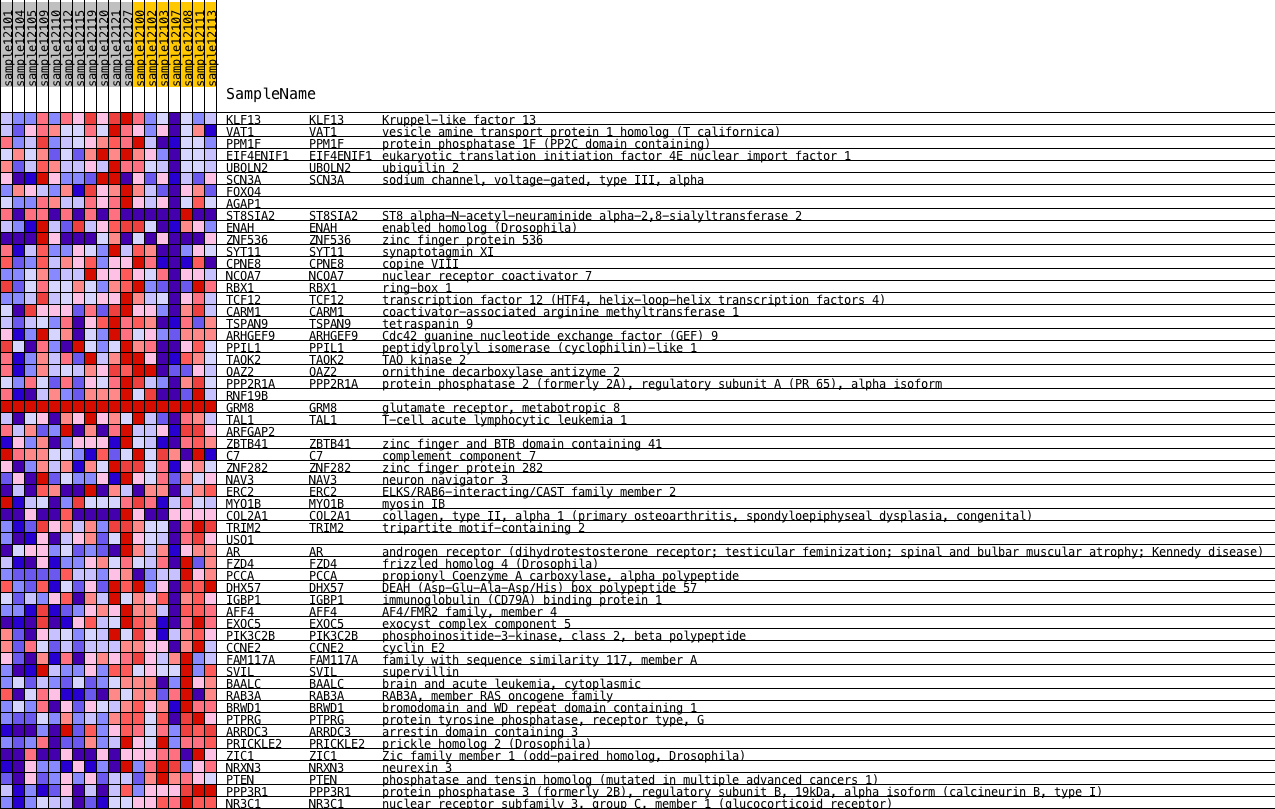 sample12101 sample12104 sample12105 sample12109 sample12110 sample12112 sample12115 sample12119 sample12120 sample12121 sample12127 sample12100 sample12102 sample12103 sample12107 sample12108 sample12111 sample12113
SampleName
KLF13 KLF13 Kruppel-like factor 13
VAT1 VAT1 vesicle amine transport protein 1 homolog (T californica)
PPM1F PPM1F protein phosphatase 1F (PP2C domain containing)
EIF4ENIF1 EIF4ENIF1 eukaryotic translation initiation factor 4E nuclear import factor 1
UBQLN2 UBQLN2 ubiquilin 2
SCN3A SCN3A sodium channel, voltage-gated, type III, alpha
FOXO4
AGAP1
ST8SIA2 ST8SIA2 ST8 alpha-N-acetyl-neuraminide alpha-2,8-sialyltransferase 2
ENAH ENAH enabled homolog (Drosophila)
ZNF536 ZNF536 zinc finger protein 536
SYT11 SYT11 synaptotagmin XI
CPNE8 CPNE8 copine VIII
NCOA7 NCOA7 nuclear receptor coactivator 7
RBX1 RBX1 ring-box 1
TCF12 TCF12 transcription factor 12 (HTF4, helix-loop-helix transcription factors 4)
CARM1 CARM1 coactivator-associated arginine methyltransferase 1
TSPAN9 TSPAN9 tetraspanin 9
ARHGEF9 ARHGEF9 Cdc42 guanine nucleotide exchange factor (GEF) 9
PPIL1 PPIL1 peptidylprolyl isomerase (cyclophilin)-like 1
TAOK2 TAOK2 TAO kinase 2
OAZ2 OAZ2 ornithine decarboxylase antizyme 2
PPP2R1A PPP2R1A protein phosphatase 2 (formerly 2A), regulatory subunit A (PR 65), alpha isoform
RNF19B
GRM8 GRM8 glutamate receptor, metabotropic 8
TAL1 TAL1 T-cell acute lymphocytic leukemia 1
ARFGAP2
ZBTB41 ZBTB41 zinc finger and BTB domain containing 41
C7 C7 complement component 7
ZNF282 ZNF282 zinc finger protein 282
NAV3 NAV3 neuron navigator 3
ERC2 ERC2 ELKS/RAB6-interacting/CAST family member 2
MYO1B MYO1B myosin IB
COL2A1 COL2A1 collagen, type II, alpha 1 (primary osteoarthritis, spondyloepiphyseal dysplasia, congenital)
TRIM2 TRIM2 tripartite motif-containing 2
USO1
AR AR androgen receptor (dihydrotestosterone receptor; testicular feminization; spinal and bulbar muscular atrophy; Kennedy disease)
FZD4 FZD4 frizzled homolog 4 (Drosophila)
PCCA PCCA propionyl Coenzyme A carboxylase, alpha polypeptide
DHX57 DHX57 DEAH (Asp-Glu-Ala-Asp/His) box polypeptide 57
IGBP1 IGBP1 immunoglobulin (CD79A) binding protein 1
AFF4 AFF4 AF4/FMR2 family, member 4
EXOC5 EXOC5 exocyst complex component 5
PIK3C2B PIK3C2B phosphoinositide-3-kinase, class 2, beta polypeptide
CCNE2 CCNE2 cyclin E2
FAM117A FAM117A family with sequence similarity 117, member A
SVIL SVIL supervillin
BAALC BAALC brain and acute leukemia, cytoplasmic
RAB3A RAB3A RAB3A, member RAS oncogene family
BRWD1 BRWD1 bromodomain and WD repeat domain containing 1
PTPRG PTPRG protein tyrosine phosphatase, receptor type, G
ARRDC3 ARRDC3 arrestin domain containing 3
PRICKLE2 PRICKLE2 prickle homolog 2 (Drosophila)
ZIC1 ZIC1 Zic family member 1 (odd-paired homolog, Drosophila)
NRXN3 NRXN3 neurexin 3
PTEN PTEN phosphatase and tensin homolog (mutated in multiple advanced cancers 1)
PPP3R1 PPP3R1 protein phosphatase 3 (formerly 2B), regulatory subunit B, 19kDa, alpha isoform (calcineurin B, type I)
NR3C1 NR3C1 nuclear receptor subfamily 3, group C, member 1 (glucocorticoid receptor)